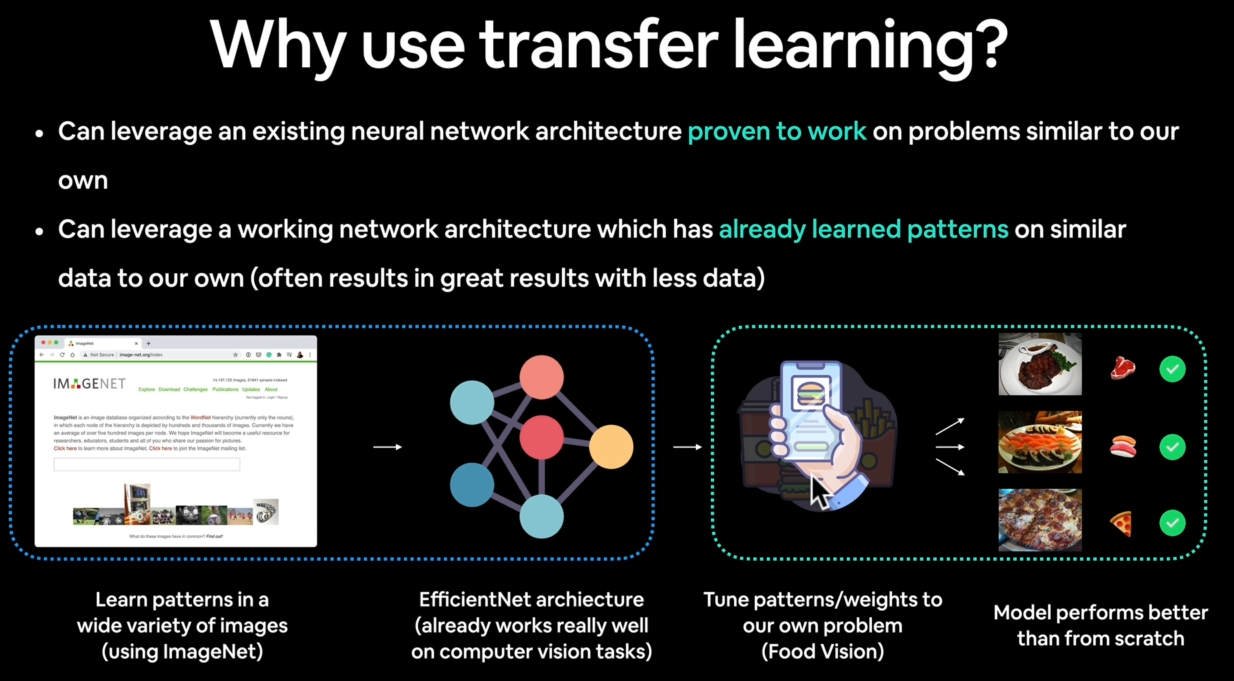 Why use transfer learning?
• Can leverage an existing neural network architecture proven to work on problems similar to our
own
• Can leverage a working network architecture which has already learned patterns on similar
data to our own (often results in great results with less data)
ImageNet
Not Secure | image-net.org/index
IMAGENET
14,197,122 images, 21841 synsets indexed
Explore Download Challenges Publications Updates About
Not logged in. Login | Signup
ImageNet is an image database organized according to the WordNet hierarchy (currently only the nouns),
in which each node of the hierarchy is depicted by hundreds and thousands of images. Currently we have
an average of over five hundred images per node. We hope ImageNet will become a useful resource for
researchers, educators, students and all of you who share our passion for pictures.
Click here to learn more about ImageNet, Click here to join the ImageNet mailing list.
What do these images have in common? Find out!
Learn patterns in a
wide variety of images
(using ImageNet)
EfficientNet archiecture
(already works really well
on computer vision tasks)
Tune patterns/weights to
our own problem
(Food Vision)
Model performs better
than from scratch